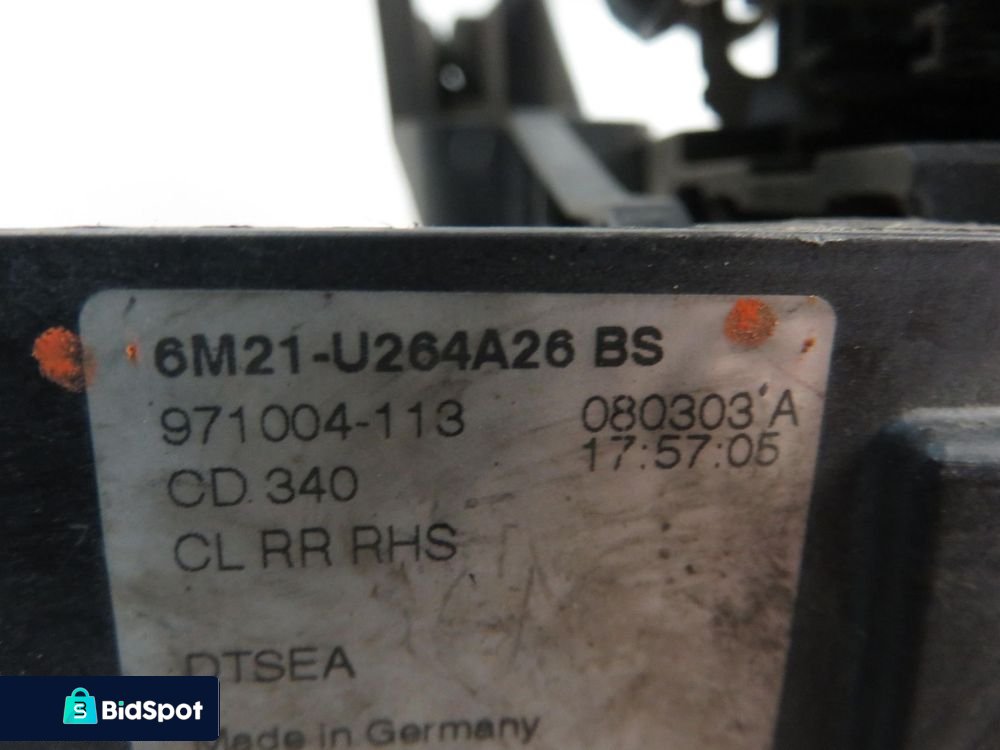 6M21-U264A26 BS
971004-113 080303 A
CD 340 17:57:05
CL RR RHS
DTSEA
Made in Germany
BidSpot